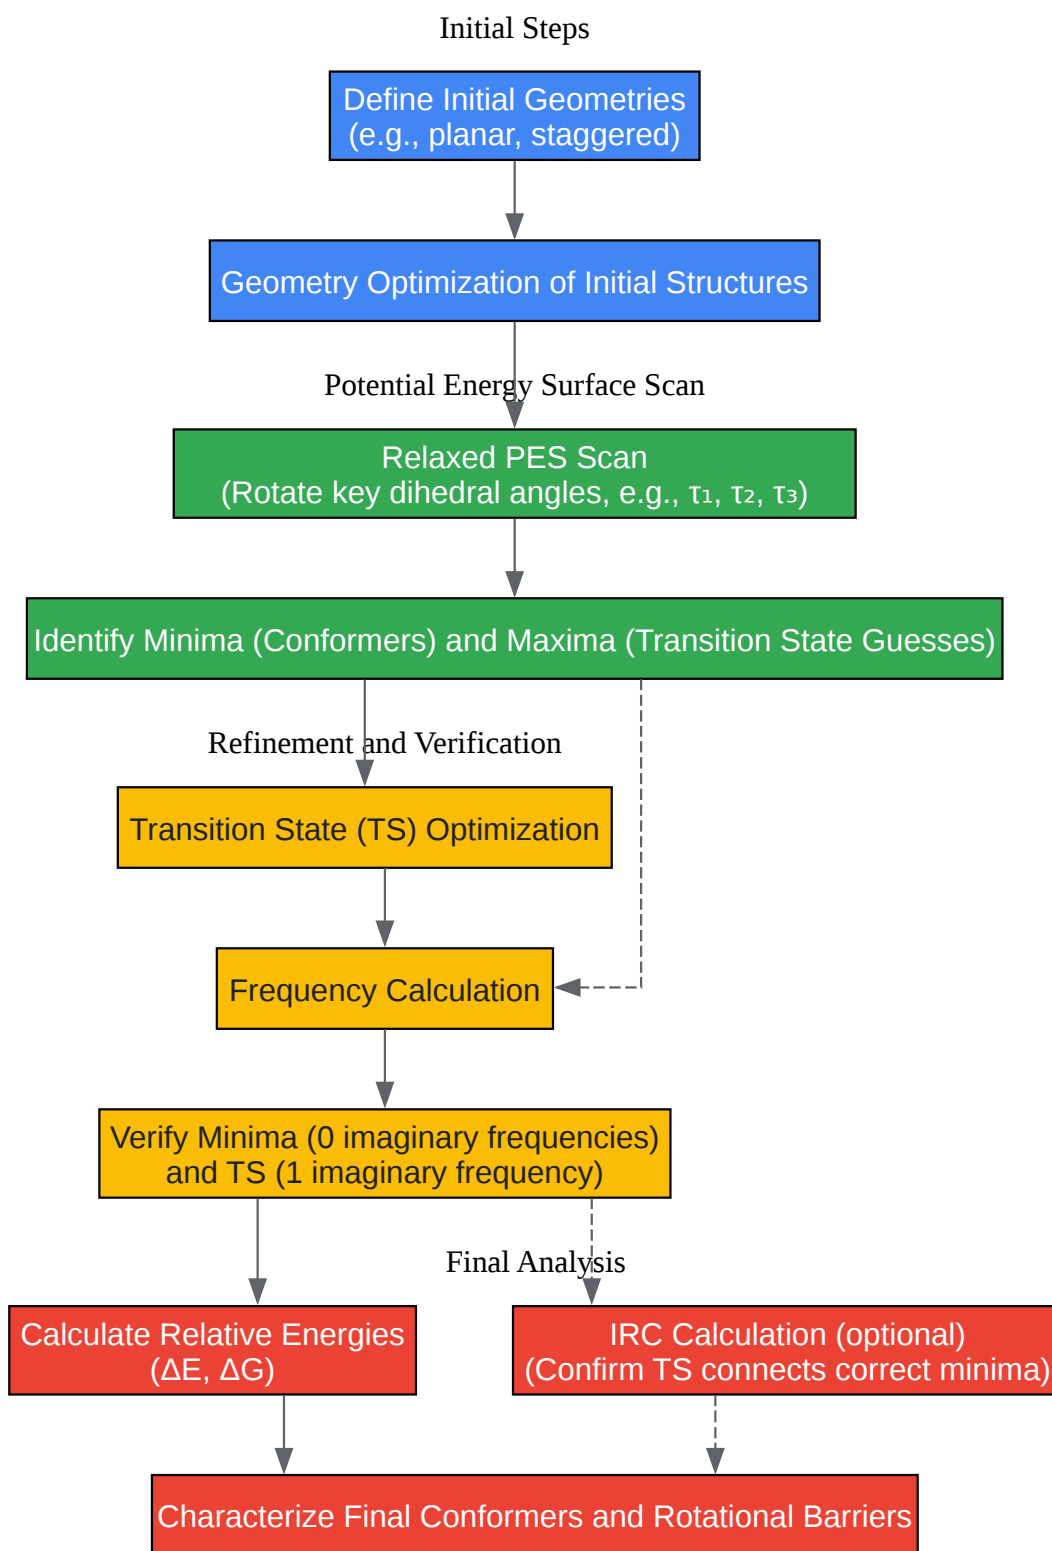 Initial Steps
Define Initial Geometries
(e.g., planar, staggered)
Geometry Optimization of Initial Structures
Potential Energy Surface Scan
Relaxed PES Scan
(Rotate key dihedral angles, e.g., τ₁, τ₂, τ₃)
Identify Minima (Conformers) and Maxima (Transition State Guesses)
Refinement and Verification
Transition State (TS) Optimization
Frequency Calculation
Verify Minima (0 imaginary frequencies)
and TS (1 imaginary frequency)
Final Analysis
Calculate Relative Energies
(ΔE, ΔG)
IRC Calculation (optional)
(Confirm TS connects correct minima)
Characterize Final Conformers and Rotational Barriers